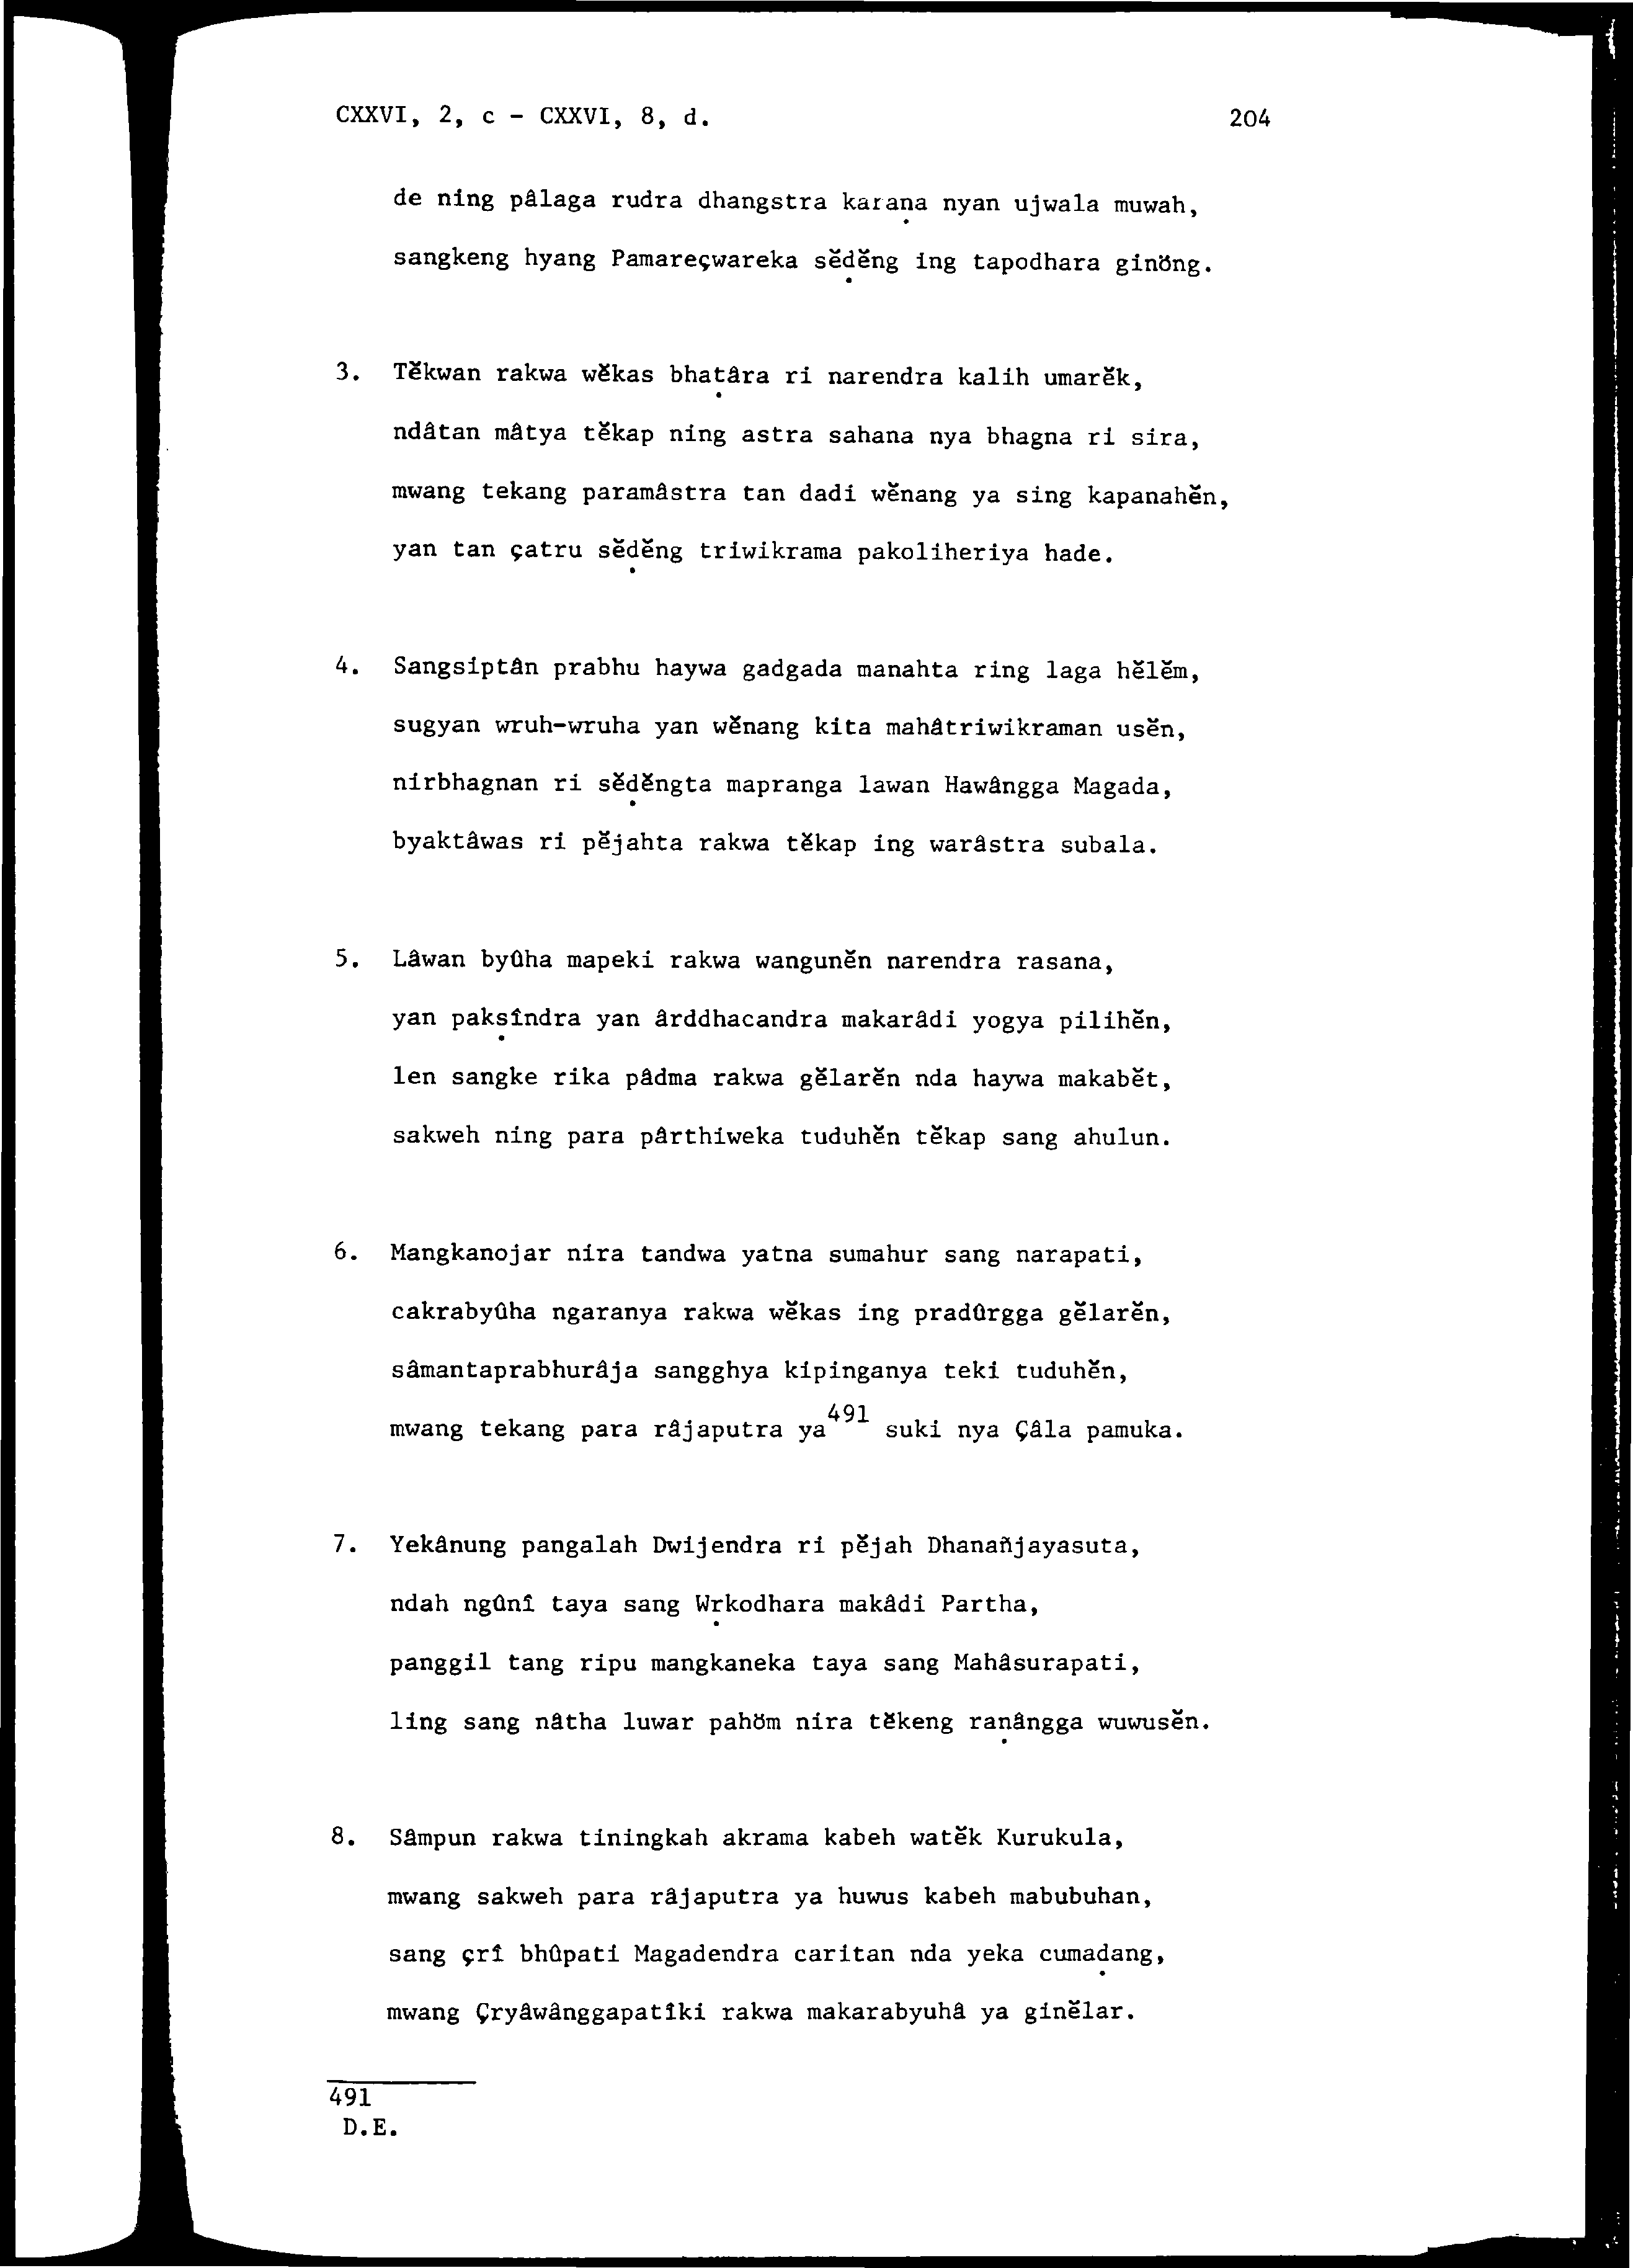 CXXVI, 2, c - CXXVI, 8, d. 204
de ning pâlaga rudra dhangstra karaṇa nyan ujwala muwah,
sangkeng hyang Pamareçwareka sĕḍĕng ing tapodhara ginöng.
3. Tĕkwan rakwa wĕkas bhaṭâra ri narendra kalih umarĕk,
ndâtan mâtya tĕkap ning astra sahana nya bhagna ri sira,
mwang tekang paramâstra tan dadi wĕnang ya sing kapanahĕn,
yan tan çatru sĕḍĕng triwikrama pakoliheriya hade.
4. Sangsiptân prabhu haywa gadgada manahta ring laga hĕlĕm,
sugyan wruh-wruha yan wĕnang kita mahâtriwikraman usĕn,
nirbhagnan ri sĕḍĕngta mapranga lawan Hawângga Magada,
byaktâwas ri pĕjahta rakwa tĕkap ing warâstra subala.
5. Lâwan byûha mapeki rakwa wangunĕn narendra rasana,
yan pakṣîndra yan ârddhacandra makarâdi yogya pilihĕn,
len sangke rika pâdma rakwa gĕlarĕn nda haywa makabĕt,
sakweh ning para pârthiweka tuduhĕn tĕkap sang ahulun.
6. Mangkanojar nira tandwa yatna sumahur sang narapati,
cakrabyûha ngaranya rakwa wĕkas ing pradûrgga gĕlarĕn,
sâmantaprabhurâja sangghya kipinganya teki tuduhĕn,
mwang tekang para râjaputra ya491 suki nya Çâla pamuka.
7. Yekânung pangalah Dwijendra ri pĕjah Dhanañjayasuta,
ndah ngûnî taya sang Wṛkodhara makâdi Partha,
panggil tang ripu mangkaneka taya sang Mahâsurapati,
ling sang nâtha luwar pahöm nira tĕkeng raṇângga wuwusĕn.
8. Sâmpun rakwa tiningkah akrama kabeh watĕk Kurukula,
mwang sakweh para râjaputra ya huwus kabeh mabubuhan,
sang çrî bhûpati Magadendra caritan nda yeka cumaḍang,
mwang Çryâwânggapatîki rakwa makarabyuhâ ya ginĕlar.
491
D.E.